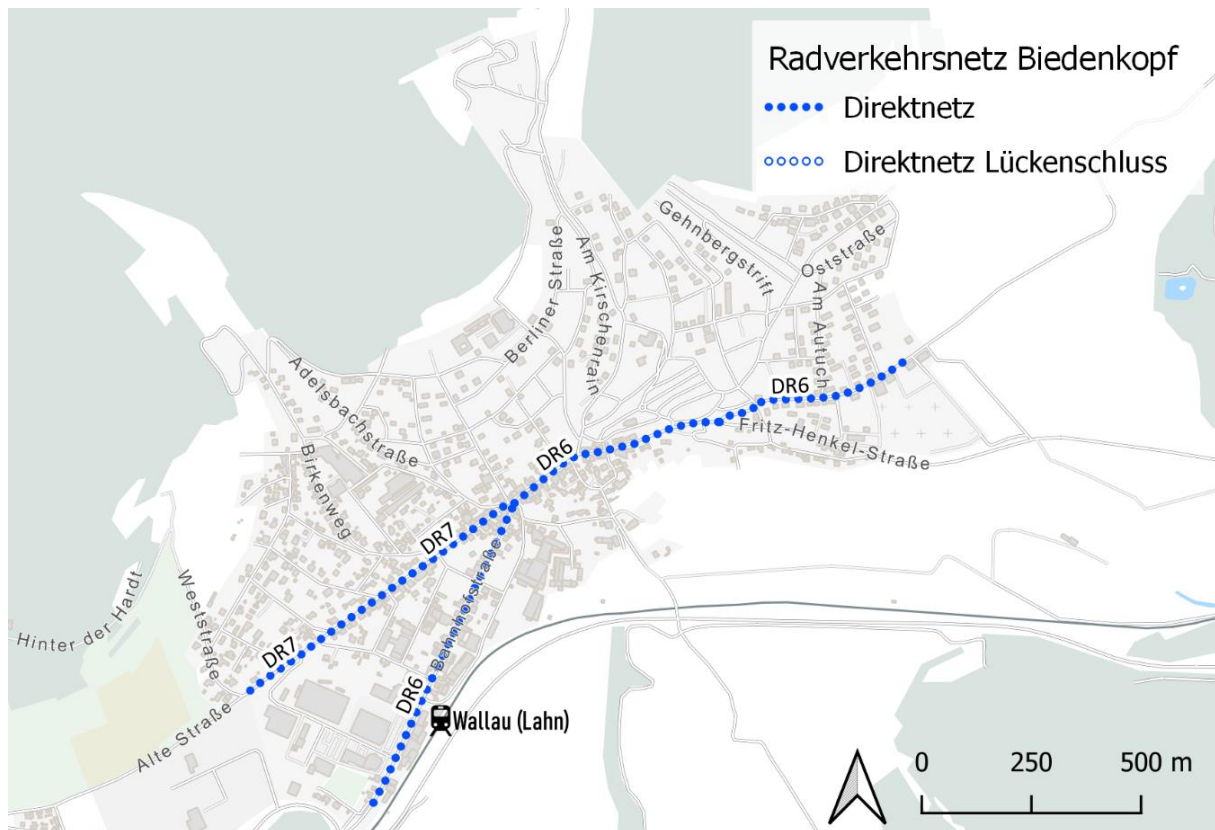 Radverkehrsnetz Biedenkopf
Direktnetz
Direktnetz Lückenschluss
Gehnbergstrift
Oststraße
Am Autuch
Am Kirschenrain
Berliner Straße
Adelsbachstraße
Birkenweg
DR6
Fritz-Henkel-Straße
DR6
DR7
Bahnhofstraße
Weststraße
Hinter der Hardt
DR7
DR6
Alte Straße
Wallau (Lahn)
0 250 500 m